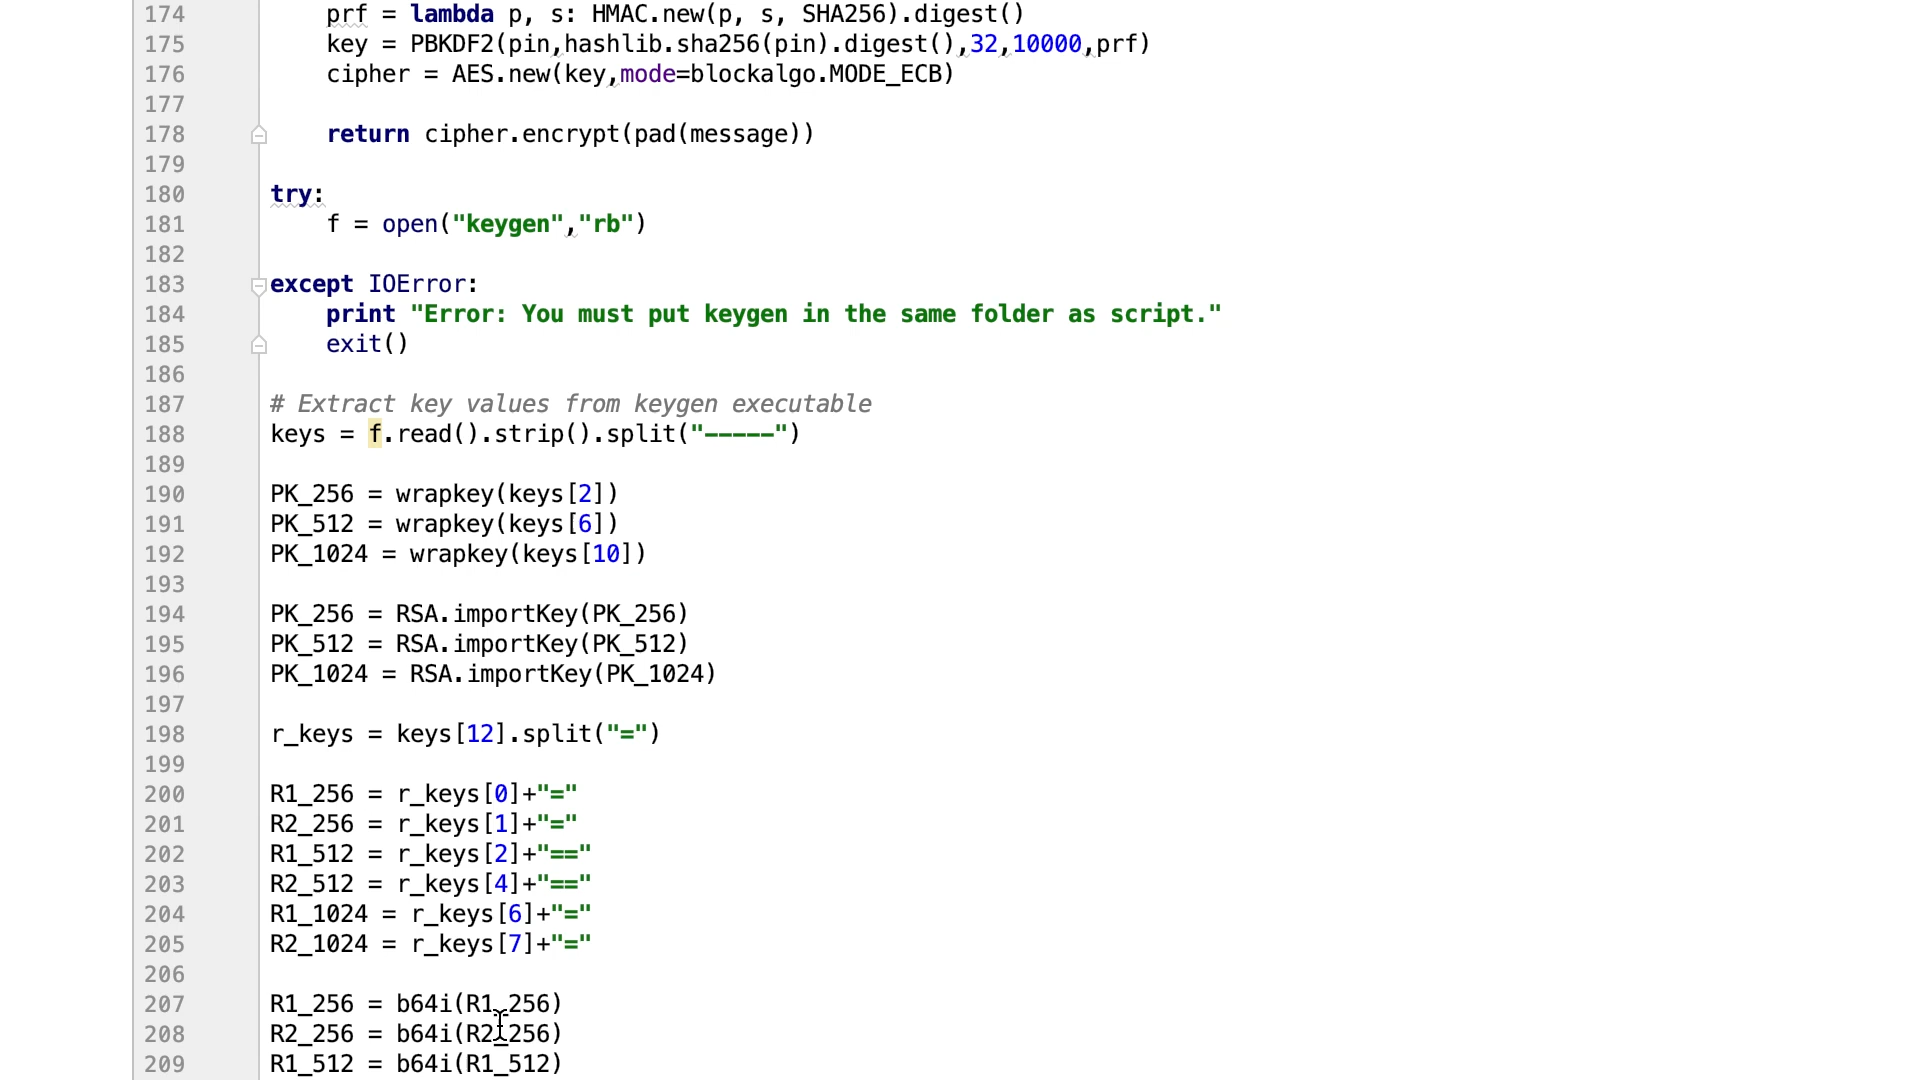 174 prf = lambda p, s: HMAC.new(p, s, SHA256).digest()
175 key = PBKDF2(pin,hashlib.sha256(pin).digest(),32,10000,prf)
176 cipher = AES.new(key,mode=blockalgo.MODE_ECB)
177
178 return cipher.encrypt(pad(message))
179
180 try:
181 f = open("keygen","rb")
182
183 except IOError:
184 print "Error: You must put keygen in the same folder as script."
185 exit()
186
187 # Extract key values from keygen executable
188 keys = f.read().strip().split("-----")
189
190 PK_256 = wrapkey(keys[2])
191 PK_512 = wrapkey(keys[6])
192 PK_1024 = wrapkey(keys[10])
193
194 PK_256 = RSA.importKey(PK_256)
195 PK_512 = RSA.importKey(PK_512)
196 PK_1024 = RSA.importKey(PK_1024)
197
198 r_keys = keys[12].split("=")
199
200 R1_256 = r_keys[0]+"="
201 R2_256 = r_keys[1]+"="
202 R1_512 = r_keys[2]+"=="
203 R2_512 = r_keys[4]+"=="
204 R1_1024 = r_keys[6]+"="
205 R2_1024 = r_keys[7]+"="
206
207 R1_256 = b64i(R1_256)
208 R2_256 = b64i(R2_256)
209 R1_512 = b64i(R1_512)